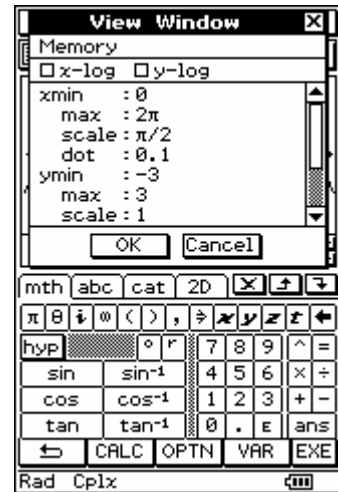 View Window X
Memory
x-log y-log
xmin :0
max :2π
scale:π/2
dot :0.1
ymin :-3
max :3
scale:1
OK Cancel
mth abc cat 2D
π θ i ∞ ( ) , ⇒ x y z t ←
hyp ° r 7 8 9 ^ =
sin sin⁻¹ 4 5 6 × ÷
cos cos⁻¹ 1 2 3 + −
tan tan⁻¹ 0 . E ans
CALC OPTN VAR EXE
Rad Cplx